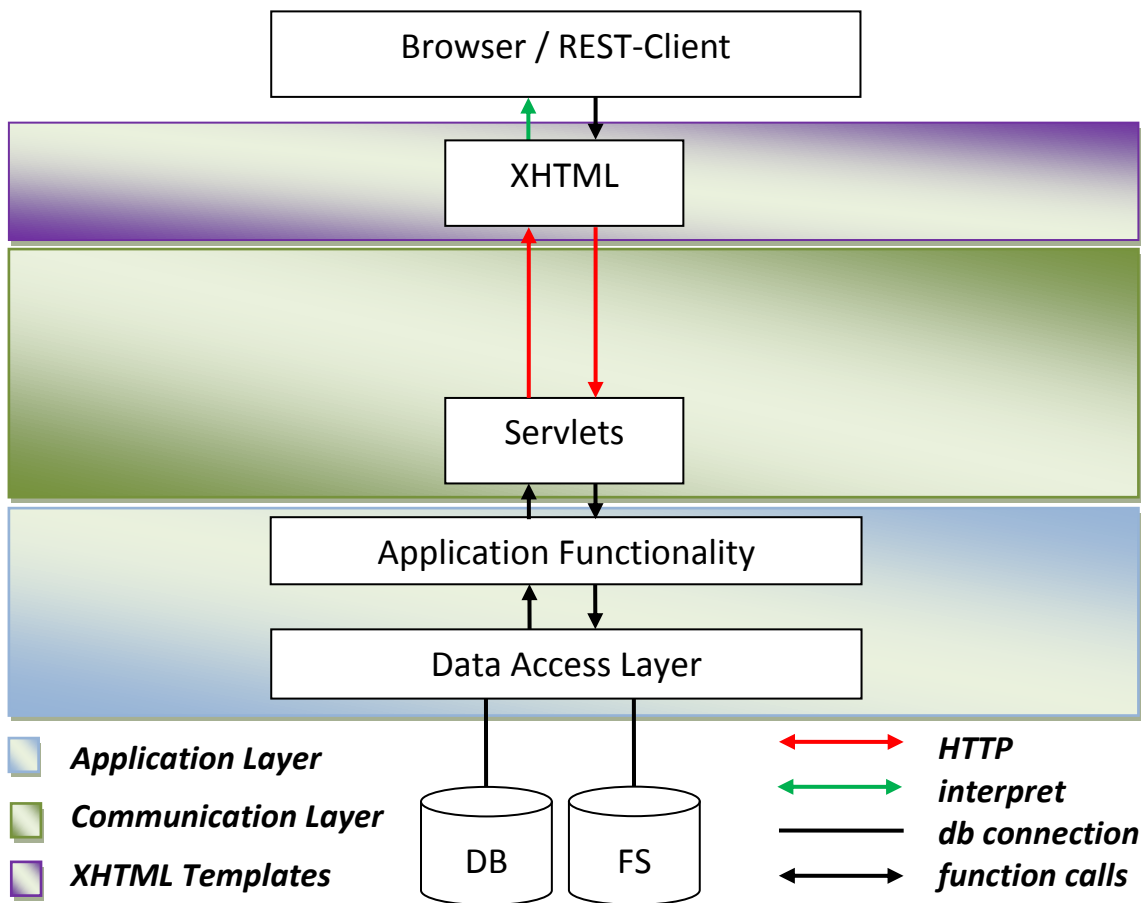 Browser / REST-Client
XHTML
Servlets
Application Functionality
Data Access Layer
DB
FS
Application Layer
Communication Layer
XHTML Templates
HTTP
interpret
db connection
function calls